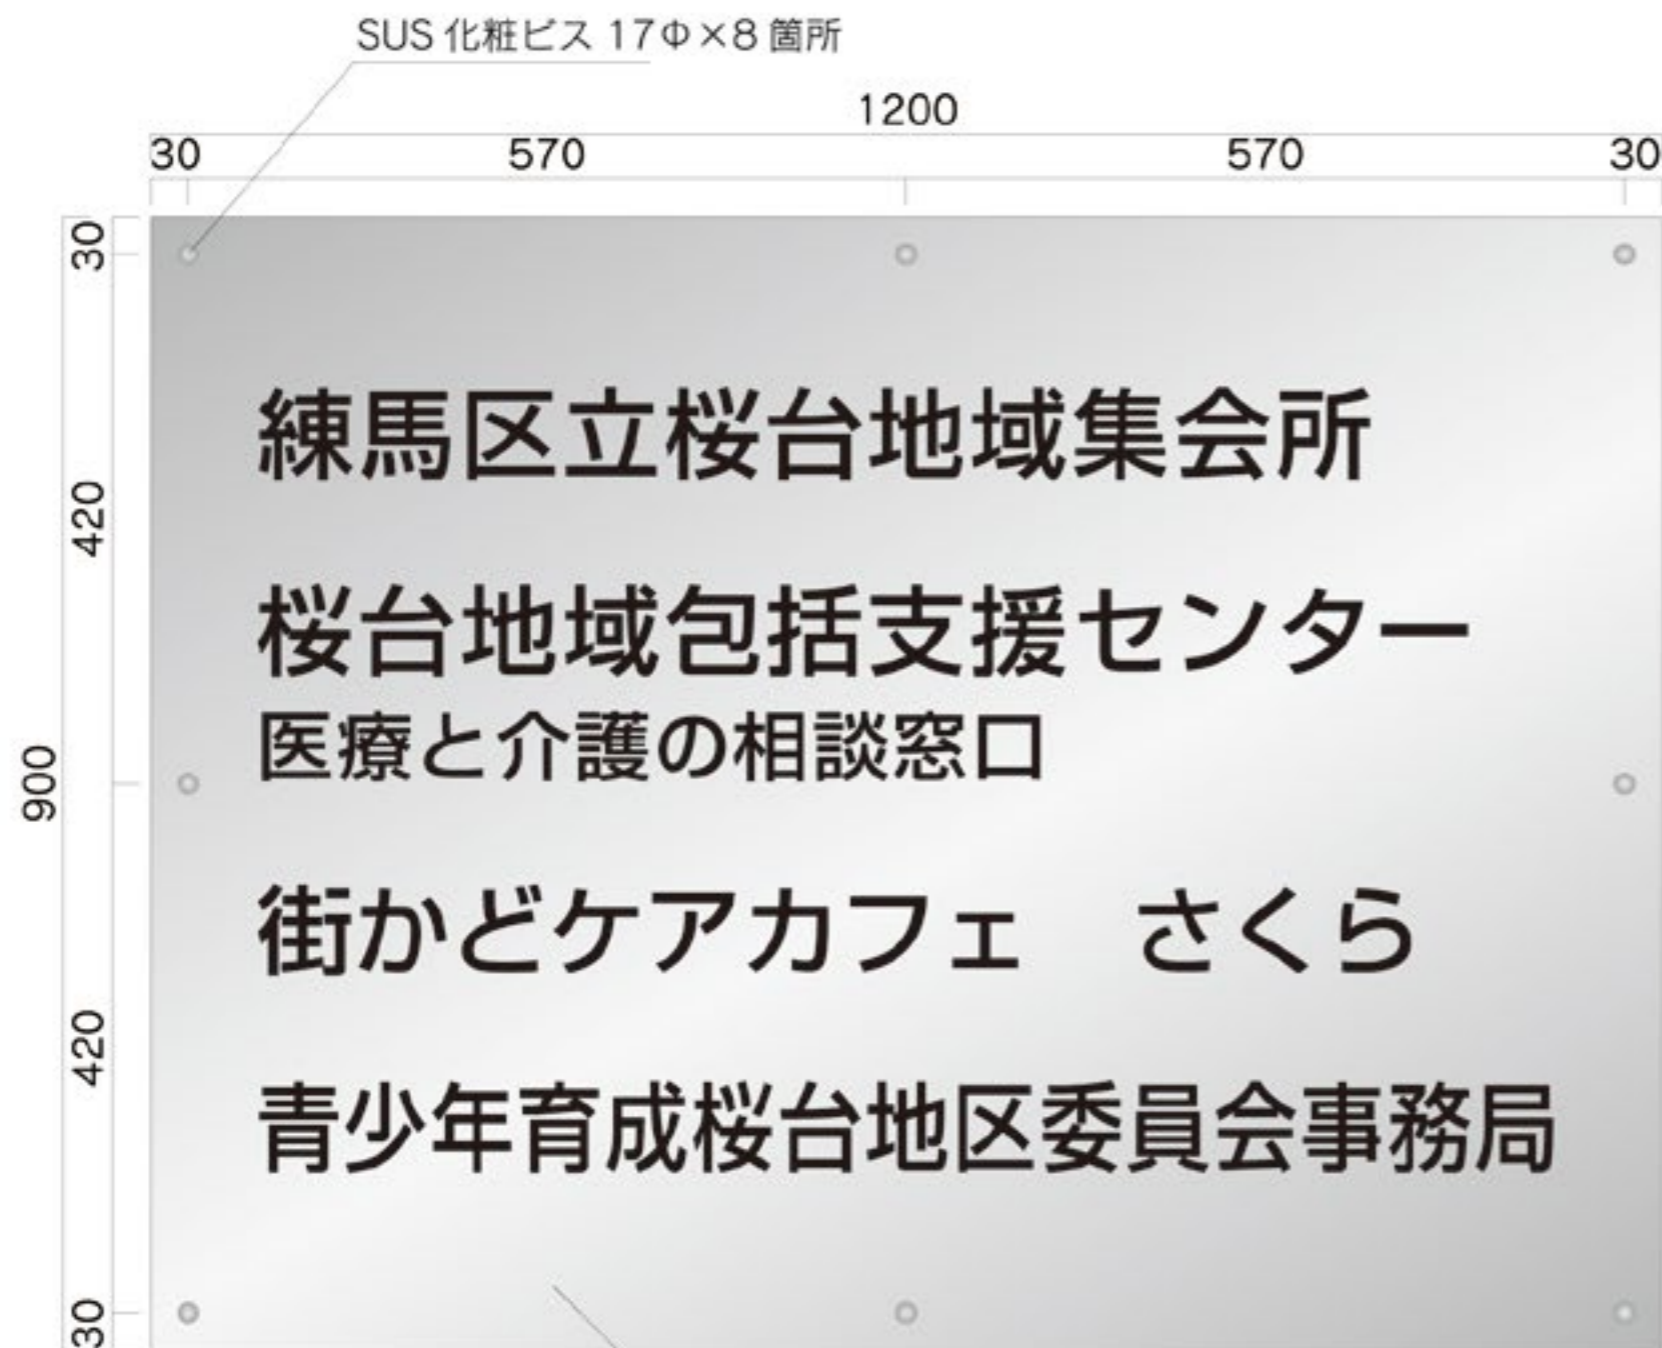 SUS 化粧ビス 17Φ×8 箇所
1200
30 570 570 30
30
420
900
420
30
練馬区立桜台地域集会所
桜台地域包括支援センター
医療と介護の相談窓口
街かどケアカフェ　さくら
青少年育成桜台地区委員会事務局